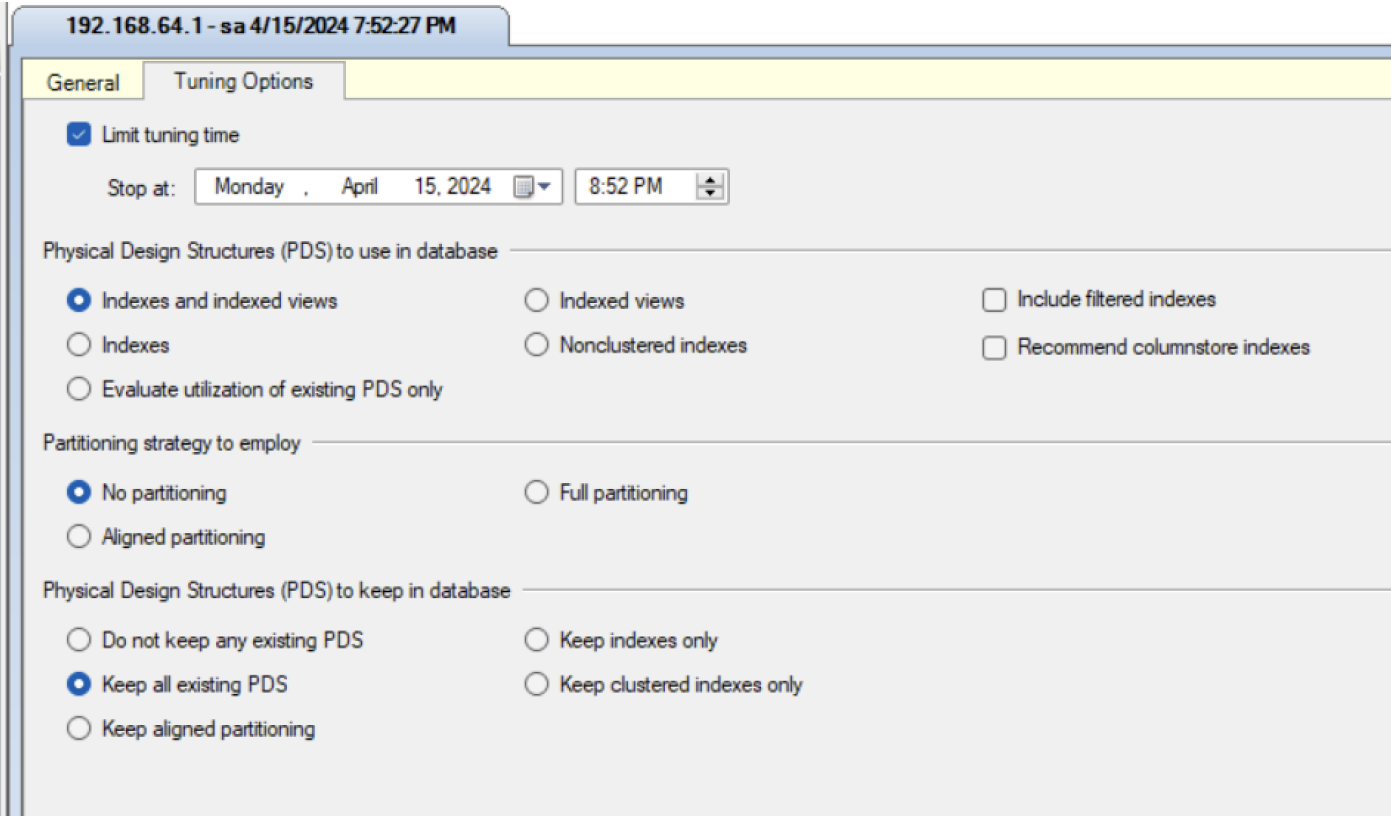 192.168.64.1 - sa 4/15/2024 7:52:27 PM
General Tuning Options
Limit tuning time
Stop at: Monday , April 15, 2024 8:52 PM
Physical Design Structures (PDS) to use in database
Indexes and indexed views Indexed views Include filtered indexes
Indexes Nonclustered indexes Recommend columnstore indexes
Evaluate utilization of existing PDS only
Partitioning strategy to employ
No partitioning Full partitioning
Aligned partitioning
Physical Design Structures (PDS) to keep in database
Do not keep any existing PDS Keep indexes only
Keep all existing PDS Keep clustered indexes only
Keep aligned partitioning